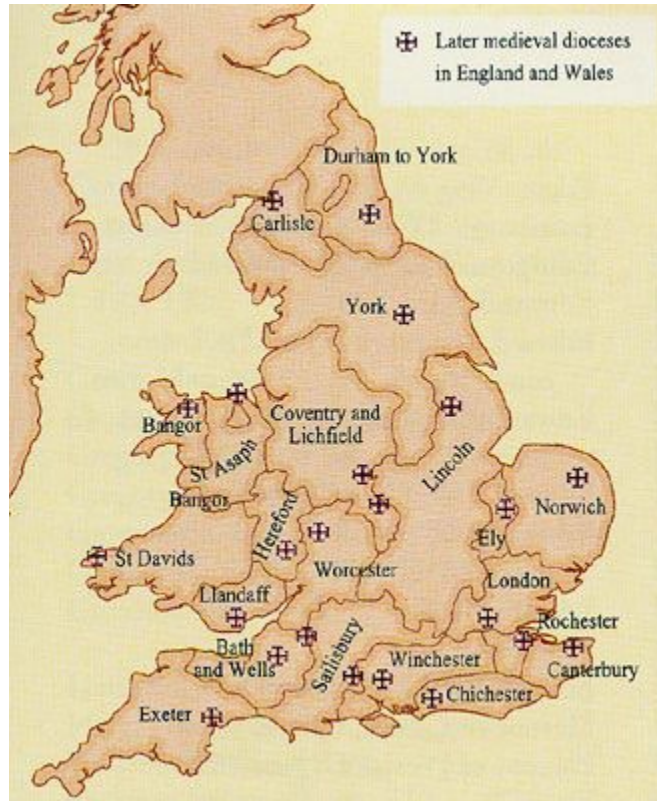 Later medieval dioceses
in England and Wales
Durham to York
Carlisle
York
Bangor
St Asaph
Coventry and
Lichfield
Lincoln
Bangor
Hereford
Ely
Norwich
St Davids
Worcester
London
Llandaff
Rochester
Bath
and Wells
Sailisbury
Winchester
Canterbury
Chichester
Exeter